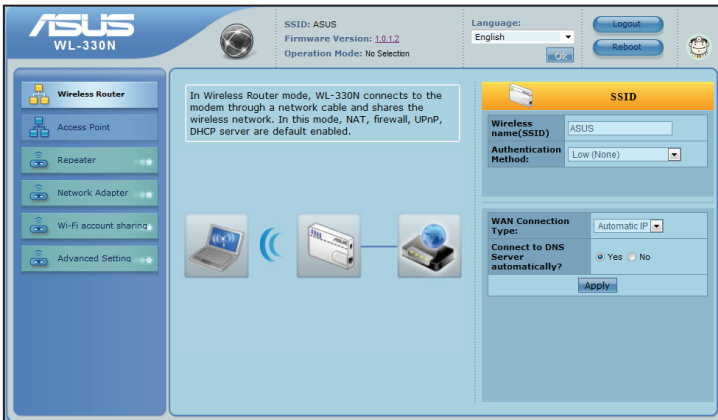 ASUS
WL-330N
SSID: ASUS
Firmware Version: 1.0.1.2
Operation Mode: No Selection
Language:
English
OK
Logout
Reboot
Wireless Router
Access Point
Repeater
Network Adapter
Wi-Fi account sharing
Advanced Setting
In Wireless Router mode, WL-330N connects to the
modem through a network cable and shares the
wireless network. In this mode, NAT, firewall, UPnP,
DHCP server are default enabled.
SSID
Wireless
name(SSID)
ASUS
Authentication
Method:
Low (None)
WAN Connection
Type:
Automatic IP
Connect to DNS
Server
automatically?
Yes No
Apply